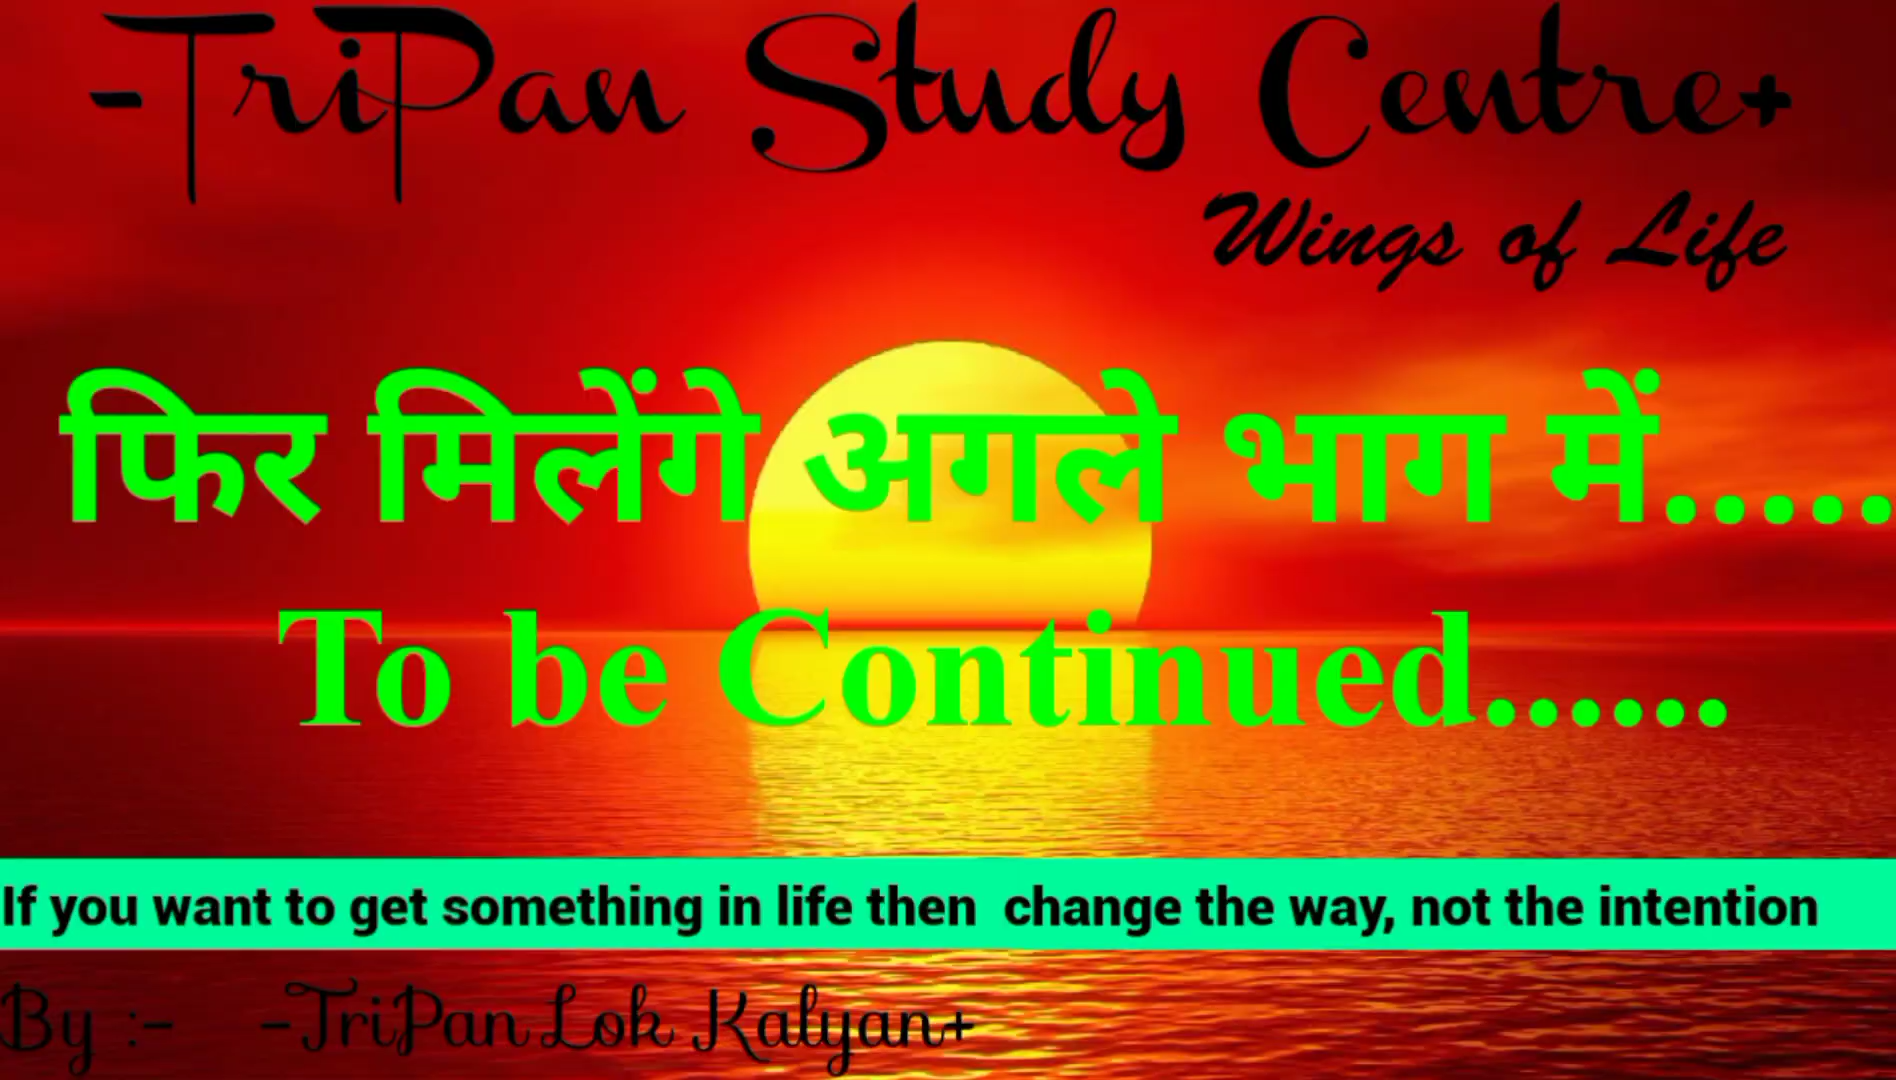 -TriPan Study Centre+
Wings of Life
फिर मिलेंगे अगले भाग में.....
To be Continued......
If you want to get something in life then  change the way, not the intention
By :-   -TriPan Lok Kalyan+